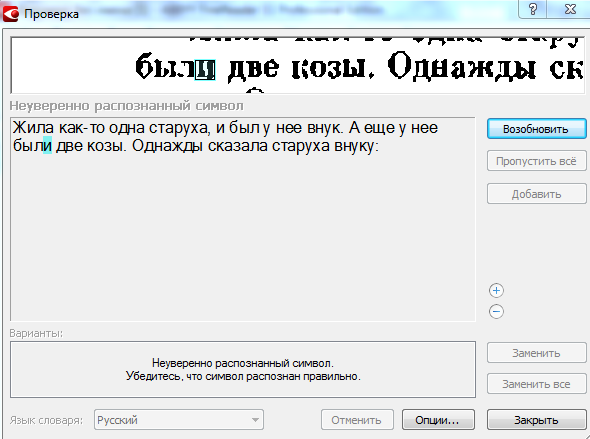 Проверка
были две козы. Однажды ск
Неуверенно распознанный символ
Жила как-то одна старуха, и был у нее внук. А еще у нее
были две козы. Однажды сказала старуха внуку:
Возобновить
Пропустить всё
Добавить
Варианты:
Неуверенно распознанный символ.
Убедитесь, что символ распознан правильно.
Заменить
Заменить все
Язык словаря:
Русский
Отменить
Опции...
Закрыть